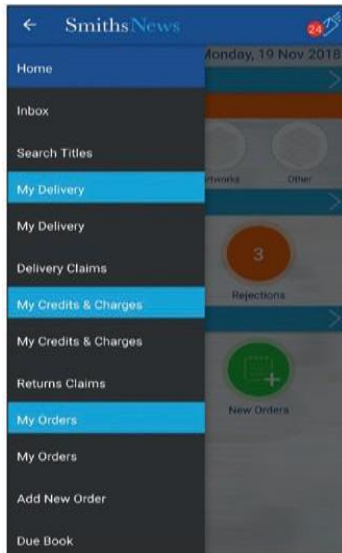 SmithsNews
24
Monday, 19 Nov 2018
Home
Inbox
Search Titles
My Delivery
My Delivery
Other
Delivery Claims
3
My Credits & Charges
Rejections
My Credits & Charges
Returns Claims
My Orders
New Orders
My Orders
Add New Order
Due Book